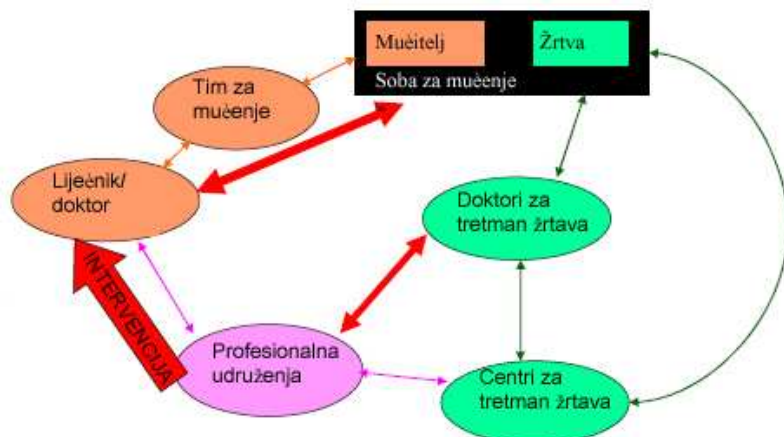 Muèitelj
Žrtva
Soba za muèenje
Tim za
muèenje
Lijeènik/
doktor
Doktori za
tretman žrtava
INTERVENCIJA
Profesionalna
udruženja
Centri za
tretman žrtava